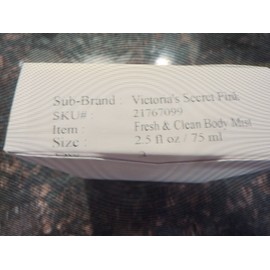 Sub-Brand : Victoria's Secret Pink
SKU# : 21767099
Item : Fresh & Clean Body Mist
Size : 2.5 fl oz / 75 ml